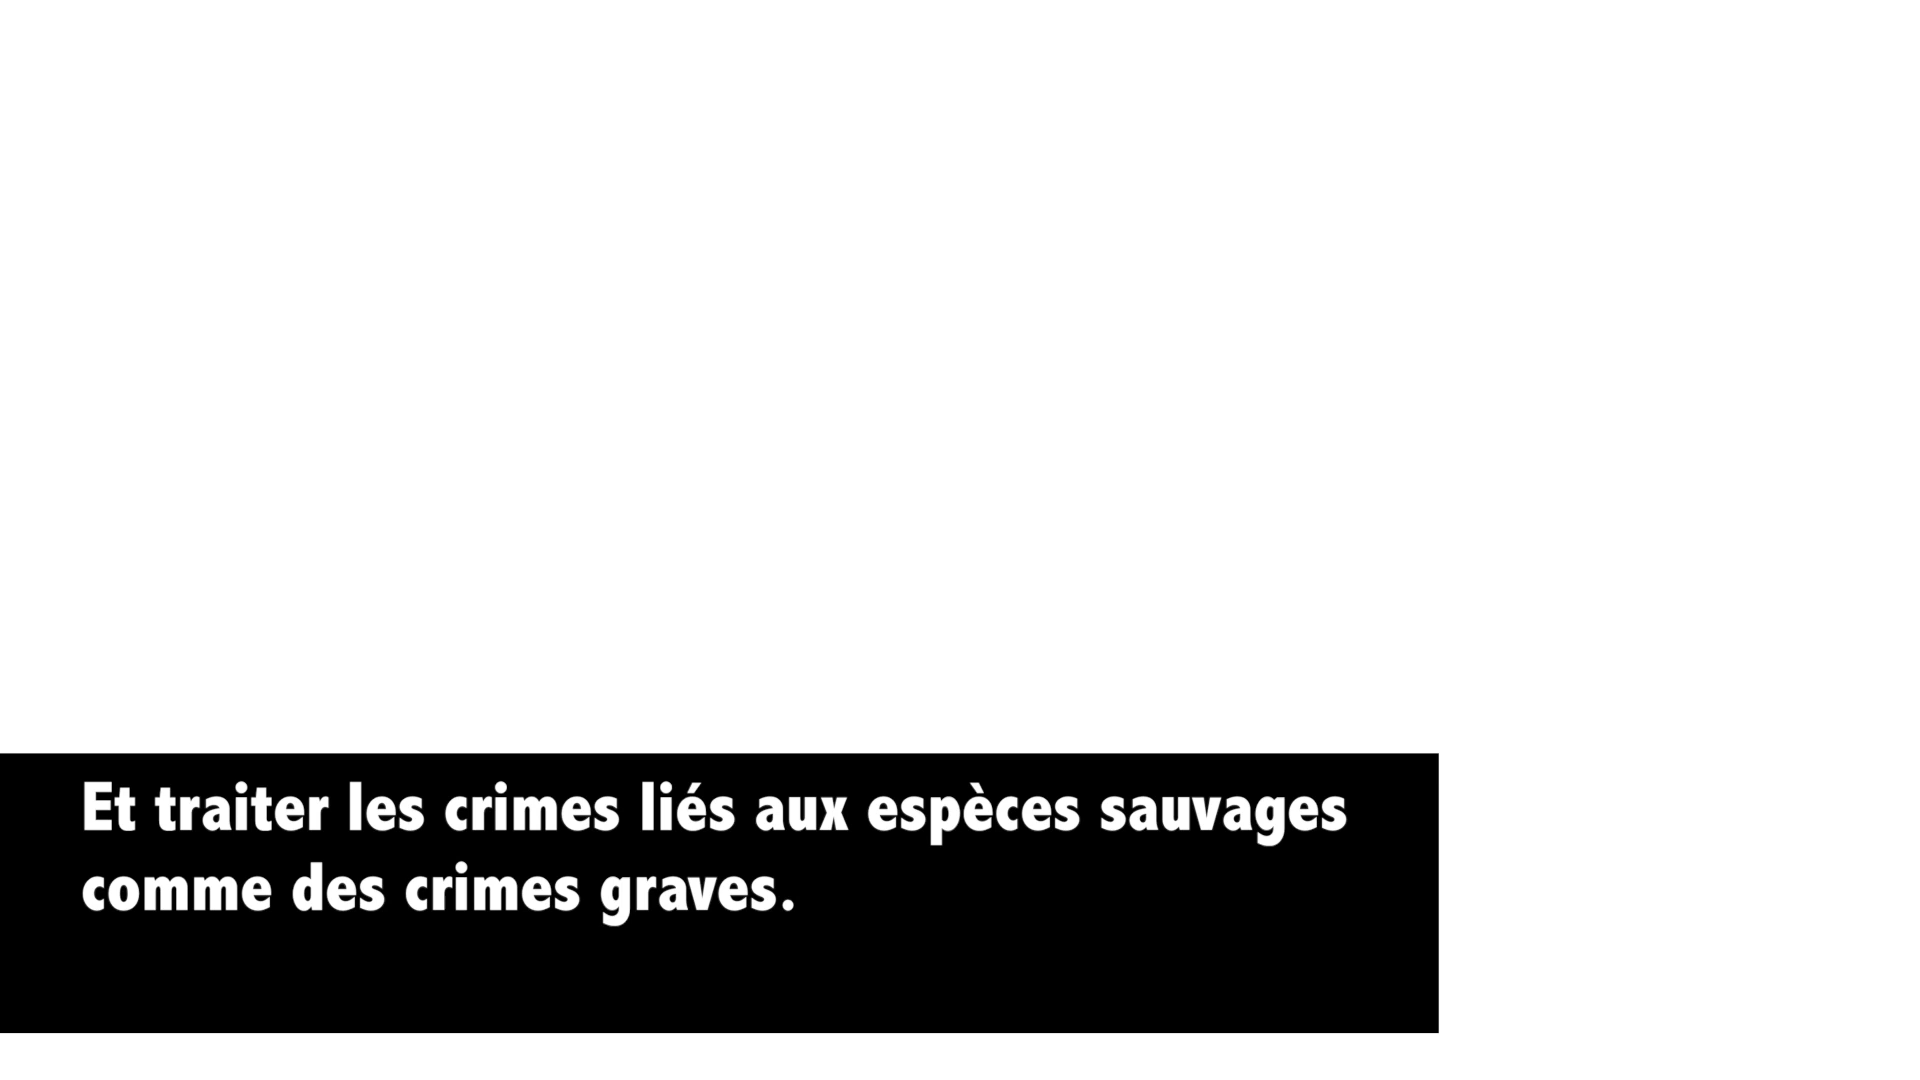 Et traiter les crimes liés aux espèces sauvages
comme des crimes graves.